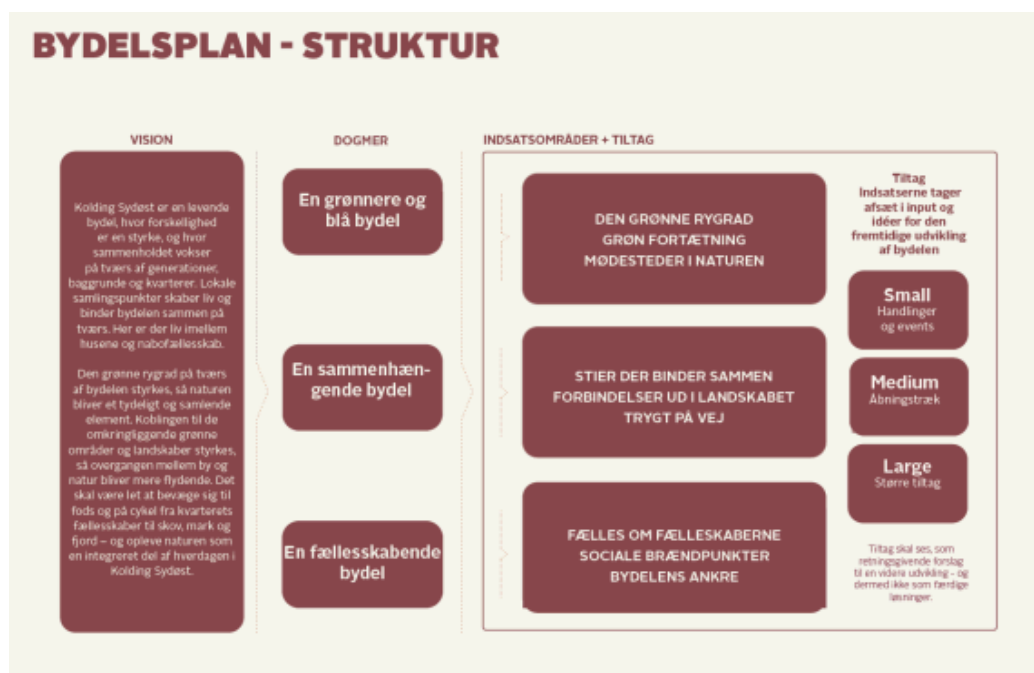 BYDELSPLAN - STRUKTUR
VISION
Kolding Sydøst er en levende
bydel, hvor forskellighed
er en styrke, og hvor
sammenholdet vokser
på tværs af generationer,
baggrunde og kvarterer. Lokale
samlingspunkter skaber liv og
binder bydelen sammen på
tværs. Her er der liv imellem
husene og nabofællesskab.
Den grønne rygrad på tværs
af bydelen styrkes, så naturen
bliver et tydeligt og samlende
element. Koblingen til de
omkringliggende grønne
områder og landskaber styrkes,
så overgangen mellem by og
natur bliver mere flydende. Det
skal være let at bevæge sig til
fods og på cykel fra kvarterets
fællesskaber til skov, mark og
fjord – og opleve naturen som
en integreret del af hverdagen i
Kolding Sydøst.
DOGMER
En grønnere og
blå bydel
En sammenhæn-
gende bydel
En fællesskabende
bydel
INDSATSOMRÅDER + TILTAG
DEN GRØNNE RYGRAD
GRØN FORTÆTNING
MØDESTEDER I NATUREN
STIER DER BINDER SAMMEN
FORBINDELSER UD I LANDSKABET
TRYGT PÅ VEJ
FÆLLES OM FÆLLESKABERNE
SOCIALE BRÆNDPUNKTER
BYDELENS ANKRE
Tiltag
Indsatserne tager
afsæt i input og
idéer for den
fremtidige udvikling
af bydelen
Small
Handlinger
og events
Medium
Åbningstræk
Large
Større tiltag
Tiltag skal ses, som
retningsgivende forslag
til en videre udvikling – og
dermed ikke som færdige
løsninger.